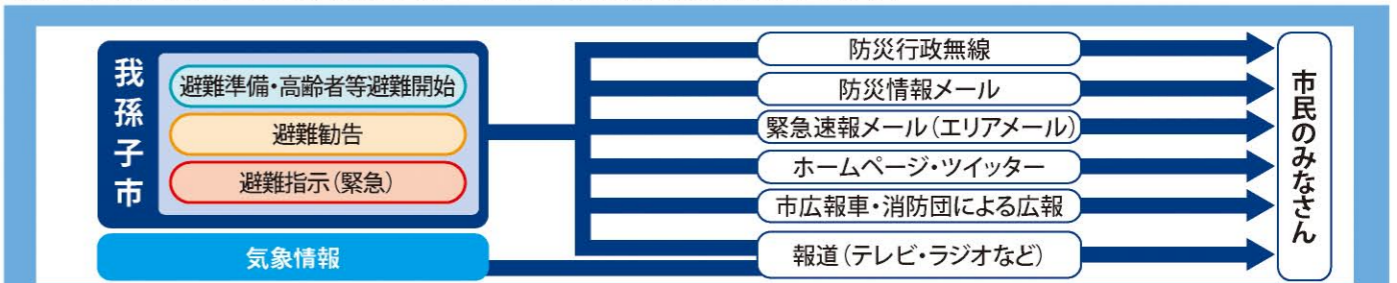 我孫子市
避難準備・高齢者等避難開始
避難勧告
避難指示（緊急）
気象情報
防災行政無線
防災情報メール
緊急速報メール（エリアメール）
ホームページ・ツイッター
市広報車・消防団による広報
報道（テレビ・ラジオなど）
市民のみなさん